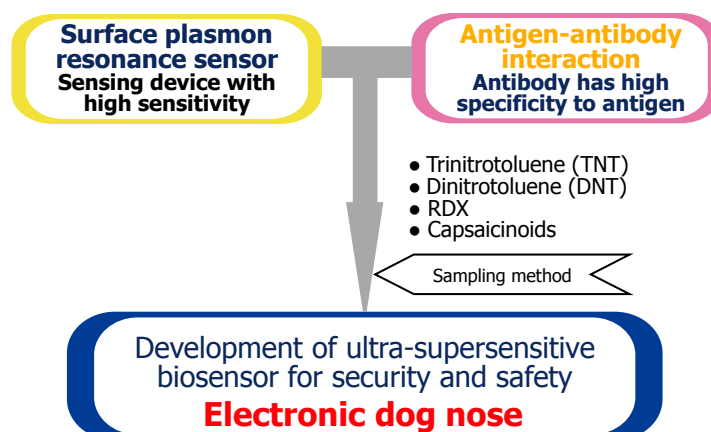 Surface plasmon
resonance sensor
Sensing device with
high sensitivity
Antigen-antibody
interaction
Antibody has high
specificity to antigen
● Trinitrotoluene (TNT)
● Dinitrotoluene (DNT)
● RDX
● Capsaicinoids
Sampling method
Development of ultra-supersensitive
biosensor for security and safety
Electronic dog nose